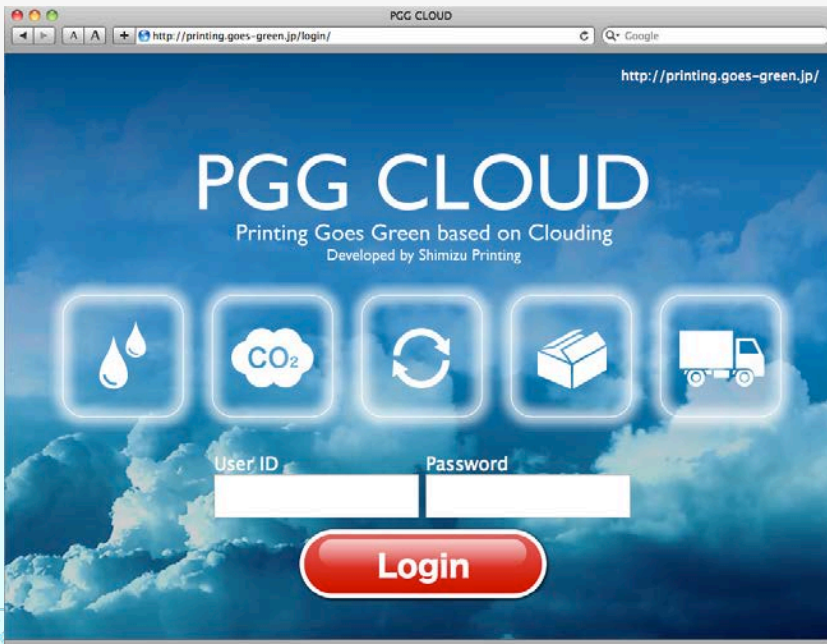 PGG CLOUD
A A + http://printing.goes-green.jp/login/ Google
http://printing.goes-green.jp/
PGG CLOUD
Printing Goes Green based on Clouding
Developed by Shimizu Printing
CO₂
User ID Password
Login